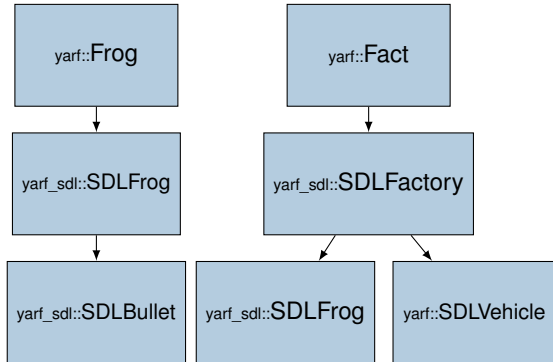 yarf::Frog
yarf::Fact
yarf_sdl::SDLFrog
yarf_sdl::SDLFactory
yarf_sdl::SDLBullet
yarf_sdl::SDLFrog
yarf::SDLVehicle